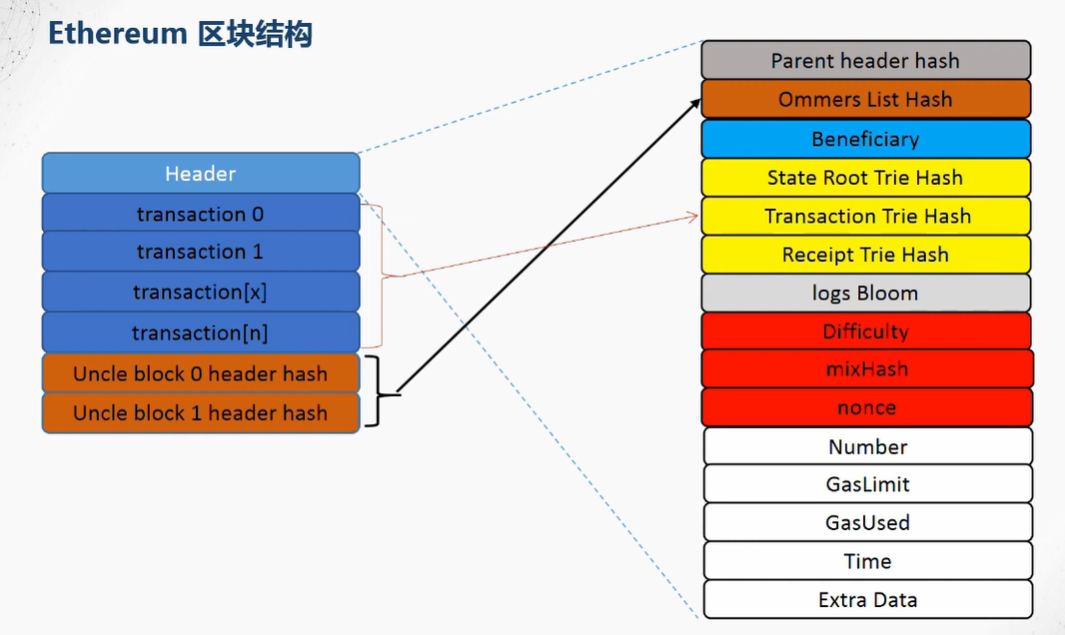 Ethereum 区块结构
Header
transaction 0
transaction 1
transaction[x]
transaction[n]
Uncle block 0 header hash
Uncle block 1 header hash
Parent header hash
Ommers List Hash
Beneficiary
State Root Trie Hash
Transaction Trie Hash
Receipt Trie Hash
logs Bloom
Difficulty
mixHash
nonce
Number
GasLimit
GasUsed
Time
Extra Data